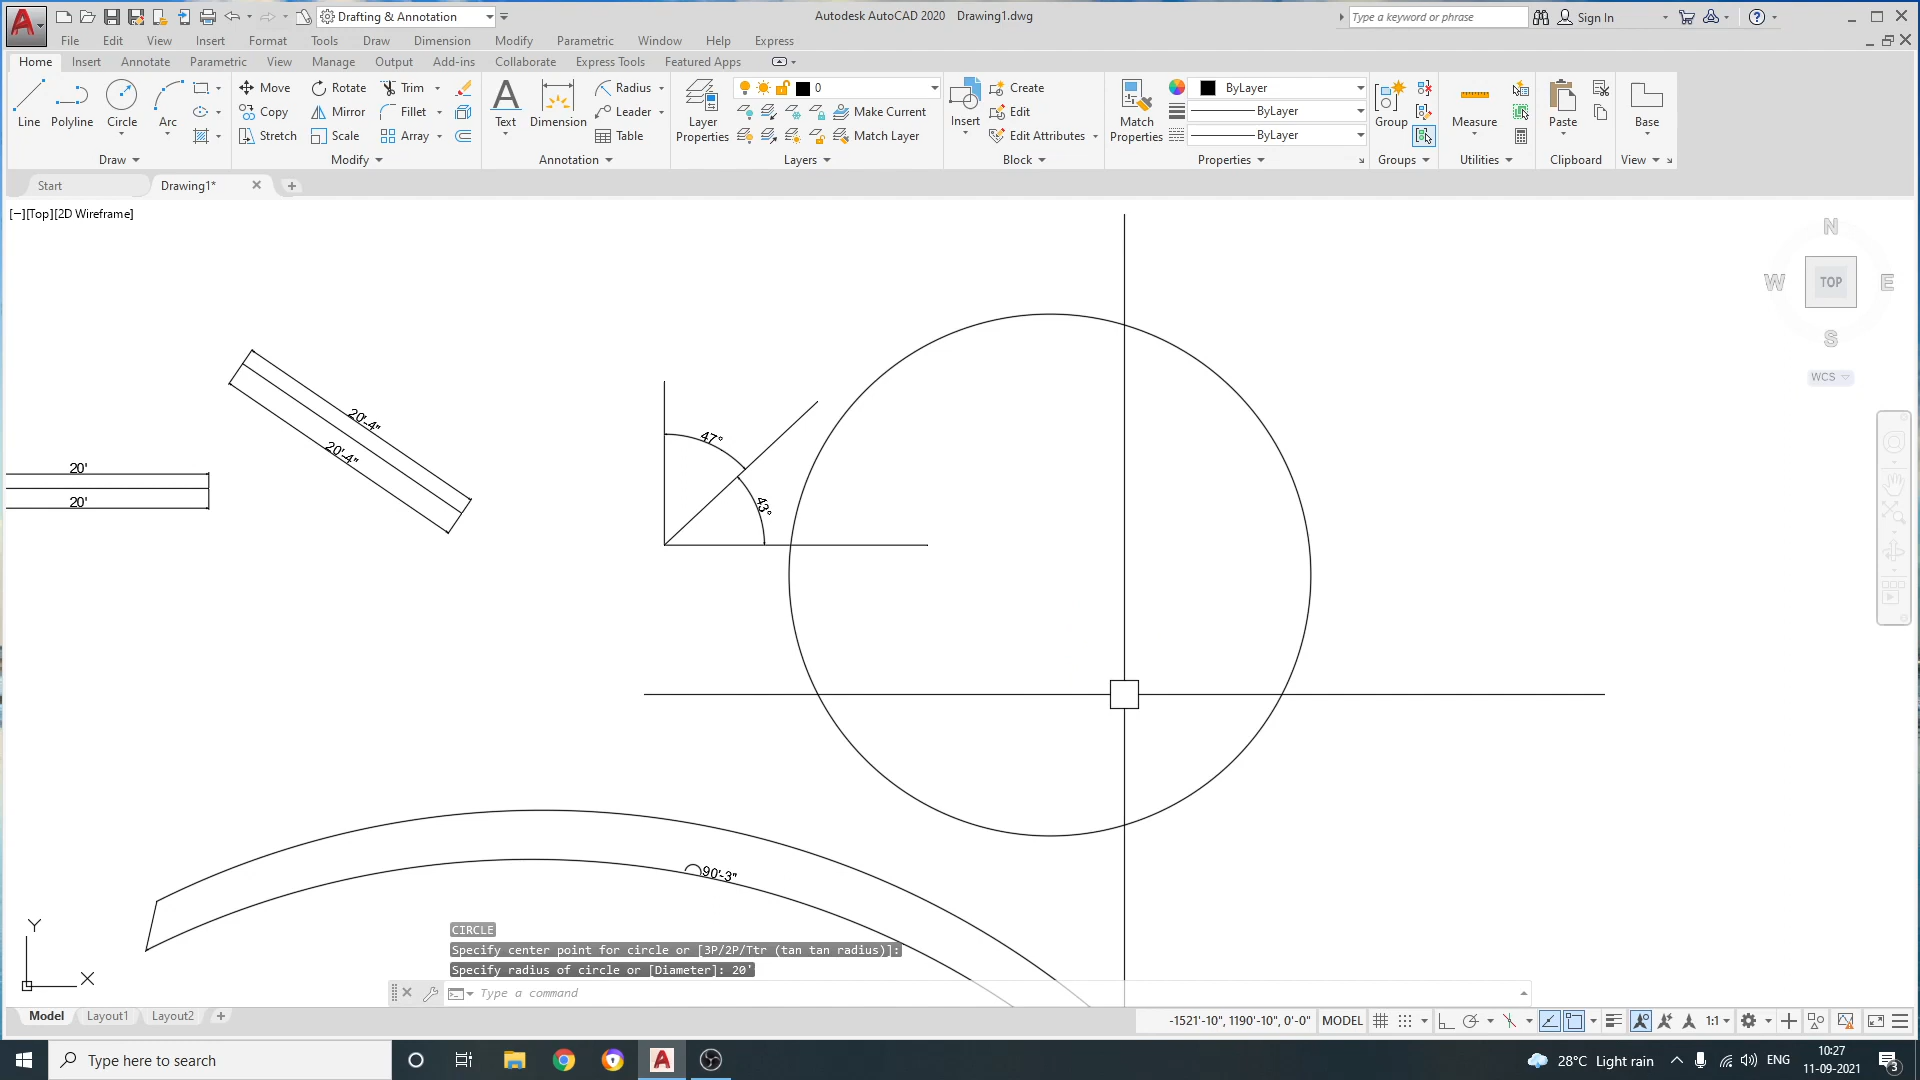 Drafting & Annotation
Autodesk AutoCAD 2020 Drawing1.dwg
Type a keyword or phrase
Sign In
File Edit View Insert Format Tools Draw Dimension Modify Parametric Window Help Express
Home Insert Annotate Parametric View Manage Output Add-ins Collaborate Express Tools Featured Apps
Line Polyline Circle Arc
Move Rotate Trim
Copy Mirror Fillet
Stretch Scale Array
Text Dimension
Radius
Leader
Table
Layer Properties
0
Make Current
Match Layer
Insert
Create
Edit
Edit Attributes
Match Properties
ByLayer
ByLayer
ByLayer
Group
Measure
Paste
Base
Draw Modify Annotation Layers Block Properties Groups Utilities Clipboard View
Start Drawing1*
[−][Top][2D Wireframe]
N
W TOP E
S
WCS
20'-4"
20'-4"
47°
43°
20'
20'
90'-3"
Y
X
CIRCLE
Specify center point for circle or [3P/2P/Ttr (tan tan radius)]:
Specify radius of circle or [Diameter]: 20'
Type a command
Model Layout1 Layout2
-1521'-10", 1190'-10", 0'-0" MODEL 1:1
Type here to search
28°C Light rain ENG
10:27
11-09-2021
3